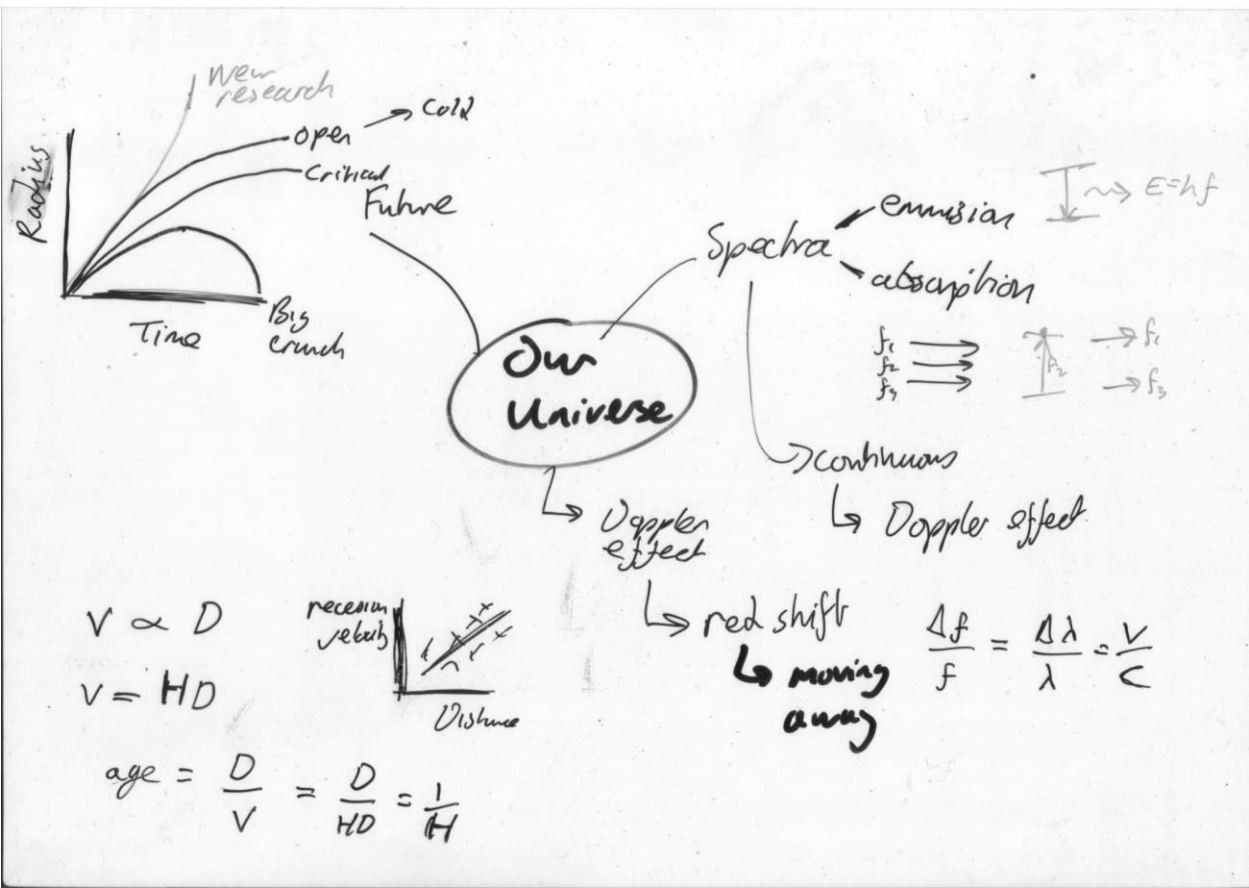 New
research
open
cold
Critical
Radius
Time
Big
crunch
Future
Our
Universe
Spectra
emmision
E=hf
absorption
f₁
f₂
f₃
f₂
f₁
f₃
continuous
Doppler effect
Doppler
effect
red shift
moving
away
Δf/f = Δλ/λ = v/c
V ∝ D
V = HD
recesion
velocity
Distance
age = D/V = D/HD = 1/H